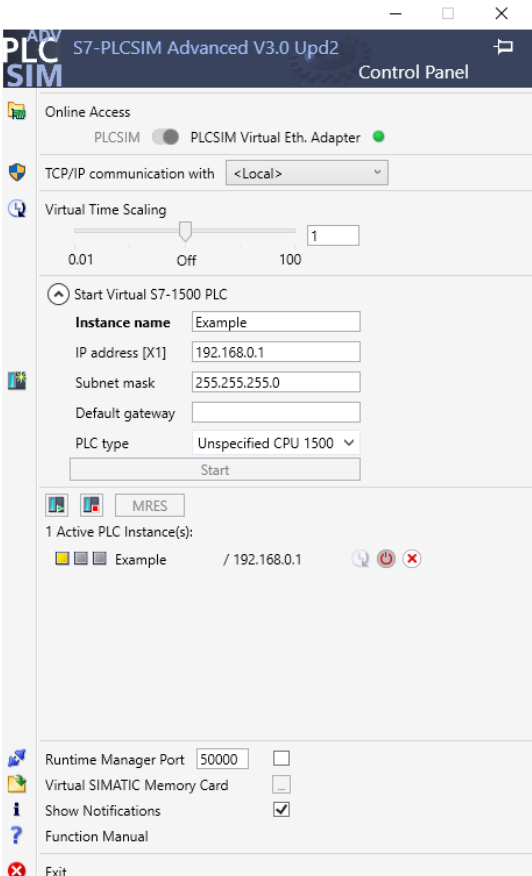 ADV
PLC
SIM
S7-PLCSIM Advanced V3.0 Upd2
Control Panel
Online Access
PLCSIM PLCSIM Virtual Eth. Adapter
TCP/IP communication with <Local>
Virtual Time Scaling
1
0.01 Off 100
Start Virtual S7-1500 PLC
Instance name Example
IP address [X1] 192.168.0.1
Subnet mask 255.255.255.0
Default gateway
PLC type Unspecified CPU 1500
Start
MRES
1 Active PLC Instance(s):
Example / 192.168.0.1
Runtime Manager Port 50000
Virtual SIMATIC Memory Card ...
Show Notifications
Function Manual
Exit